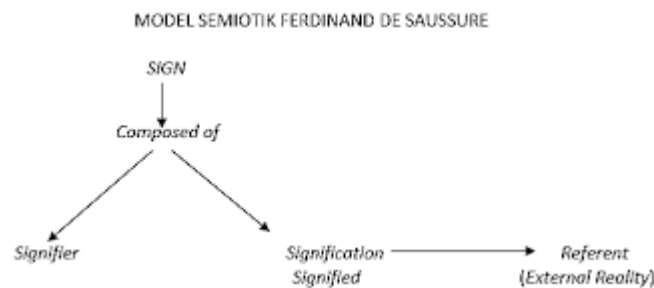 MODEL SEMIOTIK FERDINAND DE SAUSSURE
SIGN
Composed of
Signifier
Signification
Signified
Referent
(External Reality)